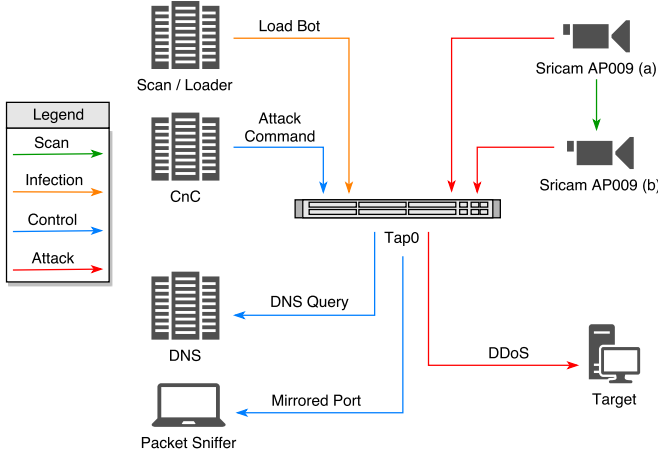 Load Bot
Scan / Loader
Sricam AP009 (a)
Legend
Scan
Infection
Control
Attack
Attack
Command
CnC
Sricam AP009 (b)
Tap0
DNS Query
DNS
DDoS
Target
Mirrored Port
Packet Sniffer